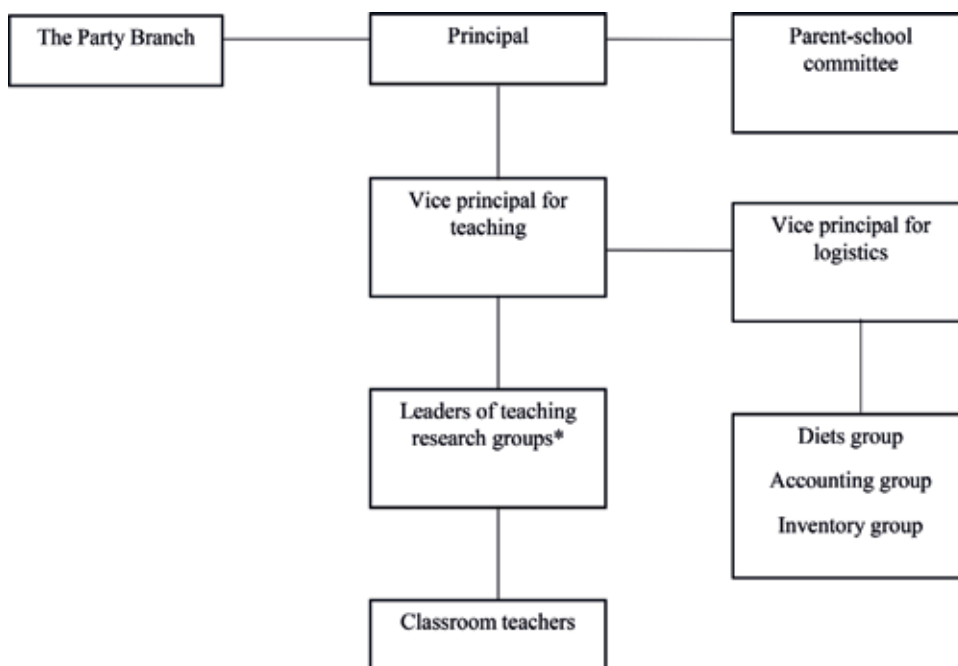 The Party Branch
Principal
Parent-school
committee
Vice principal for
teaching
Vice principal for
logistics
Leaders of teaching
research groups*
Diets group
Accounting group
Inventory group
Classroom teachers